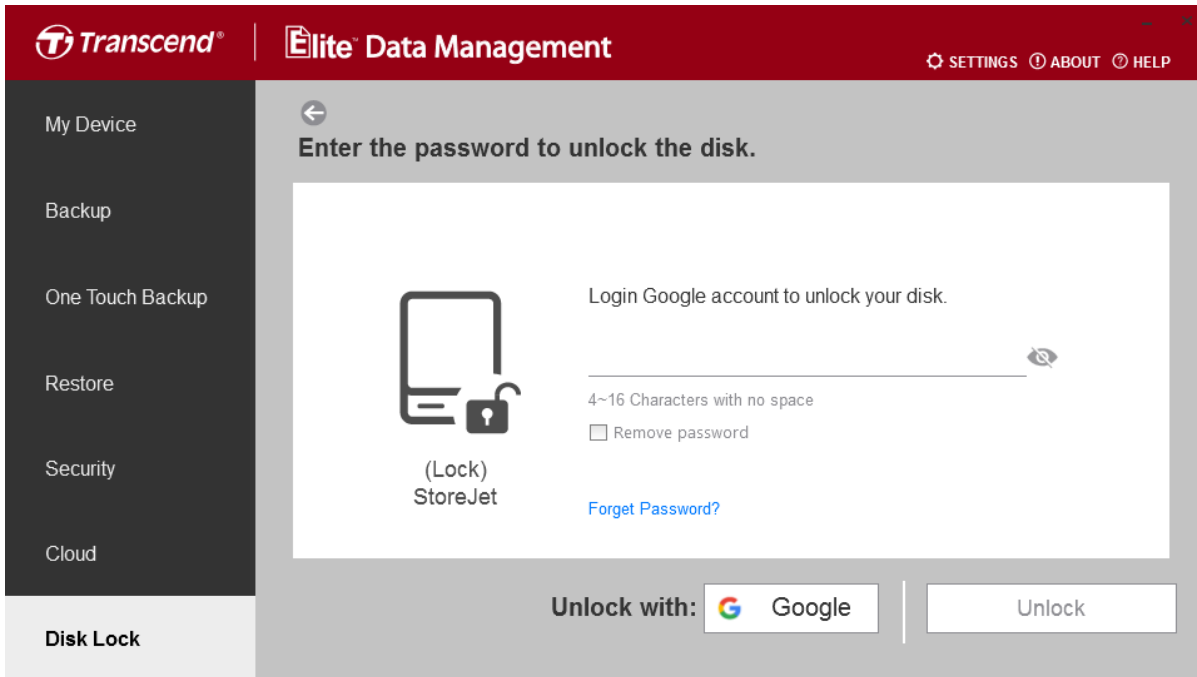 Transcend®
Elite™ Data Management
SETTINGS ABOUT HELP
My Device
Backup
One Touch Backup
Restore
Security
Cloud
Disk Lock
Enter the password to unlock the disk.
Login Google account to unlock your disk.
4~16 Characters with no space
Remove password
(Lock)
StoreJet
Forget Password?
Unlock with: Google Unlock